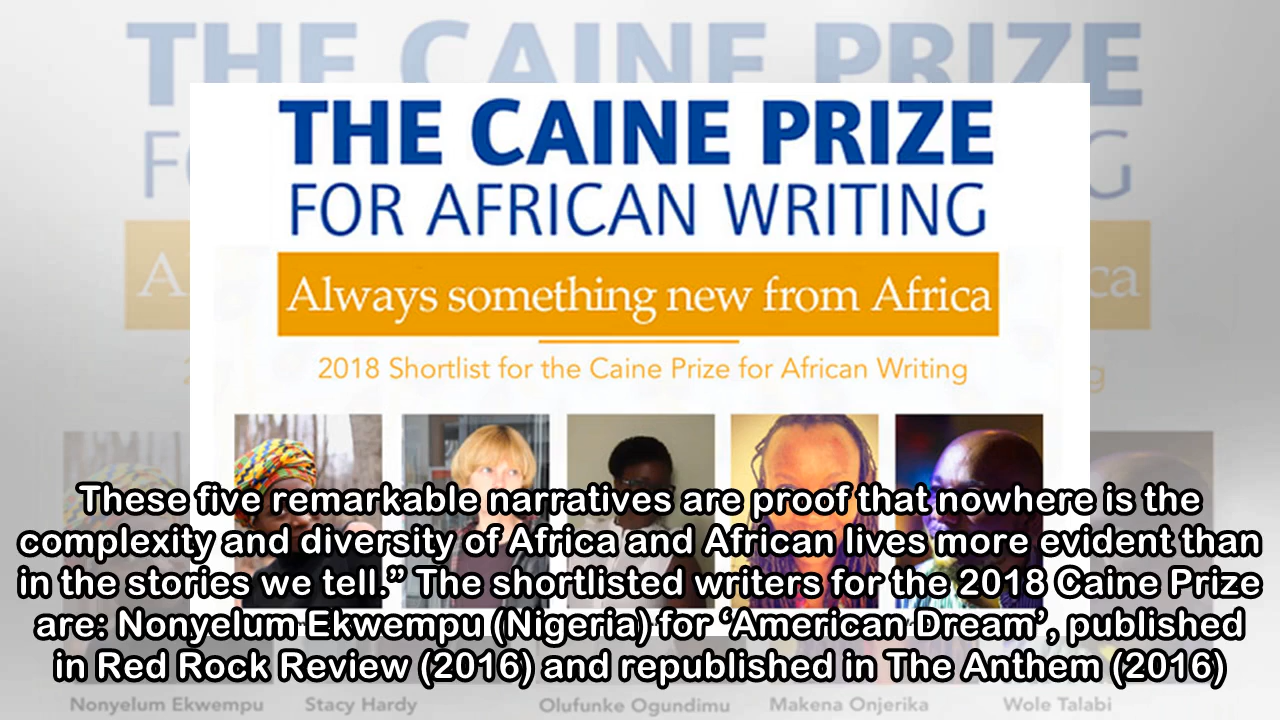 THE CAINE PRIZE
FOR AFRICAN WRITING
Always something new from Africa
2018 Shortlist for the Caine Prize for African Writing
These five remarkable narratives are proof that nowhere is the
complexity and diversity of Africa and African lives more evident than
in the stories we tell.” The shortlisted writers for the 2018 Caine Prize
are: Nonyelum Ekwempu (Nigeria) for ‘American Dream’, published
in Red Rock Review (2016) and republished in The Anthem (2016)
Nonyelum Ekwempu Stacy Hardy Olufunke Ogundimu Makena Onjerika Wole Talabi